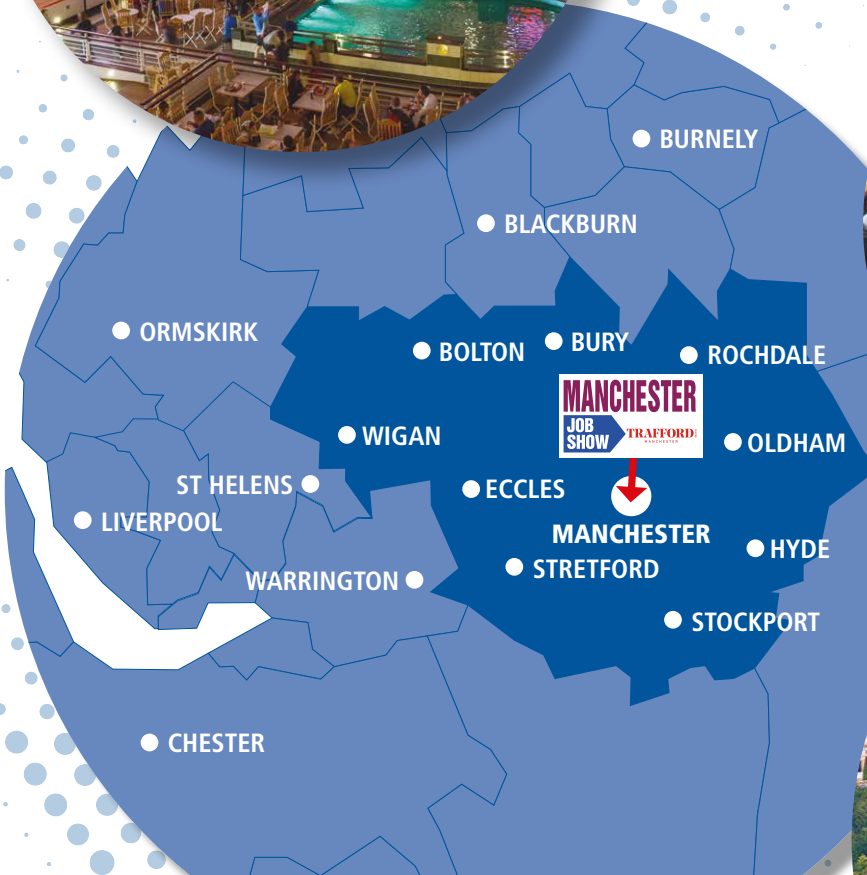 BURNELY
BLACKBURN
ORMSKIRK
BOLTON
BURY
ROCHDALE
MANCHESTER
JOB
SHOW
TRAFFORD
MANCHESTER
WIGAN
OLDHAM
ST HELENS
ECCLES
LIVERPOOL
MANCHESTER
HYDE
WARRINGTON
STRETFORD
STOCKPORT
CHESTER